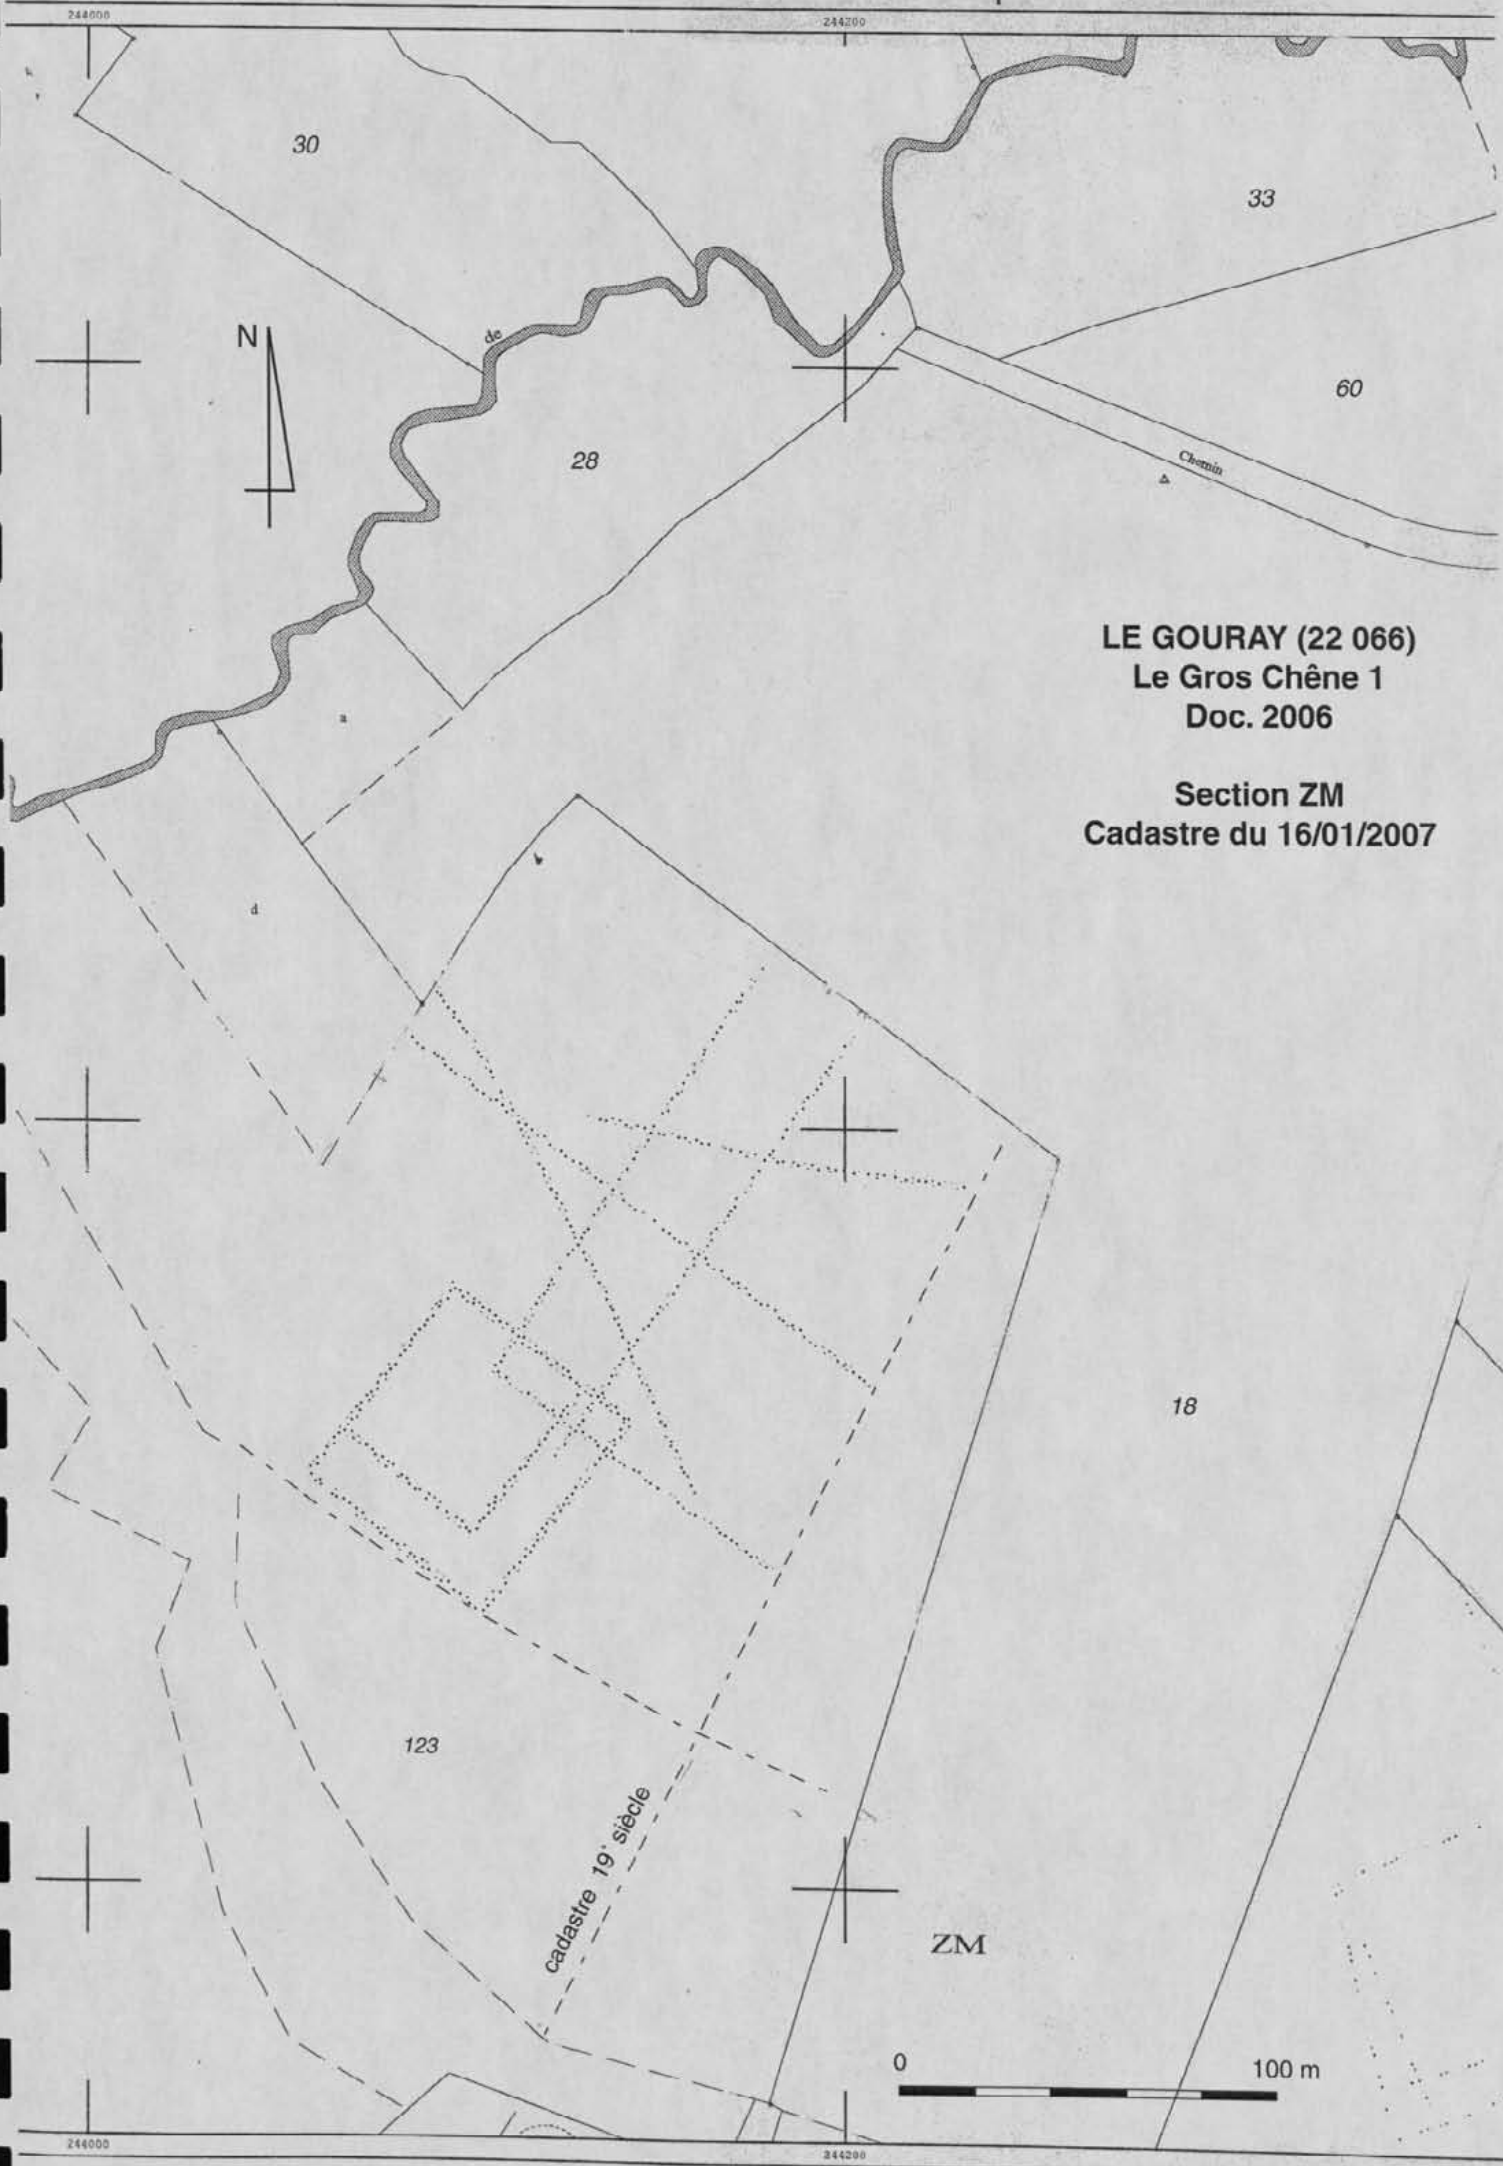 244000
244200
30
33
N
de
28
60
Chemin
LE GOURAY (22 066)
Le Gros Chêne 1
Doc. 2006
Section ZM
Cadastre du 16/01/2007
a
d
18
123
cadastre 19° siècle
ZM
0
100 m
244000
244200